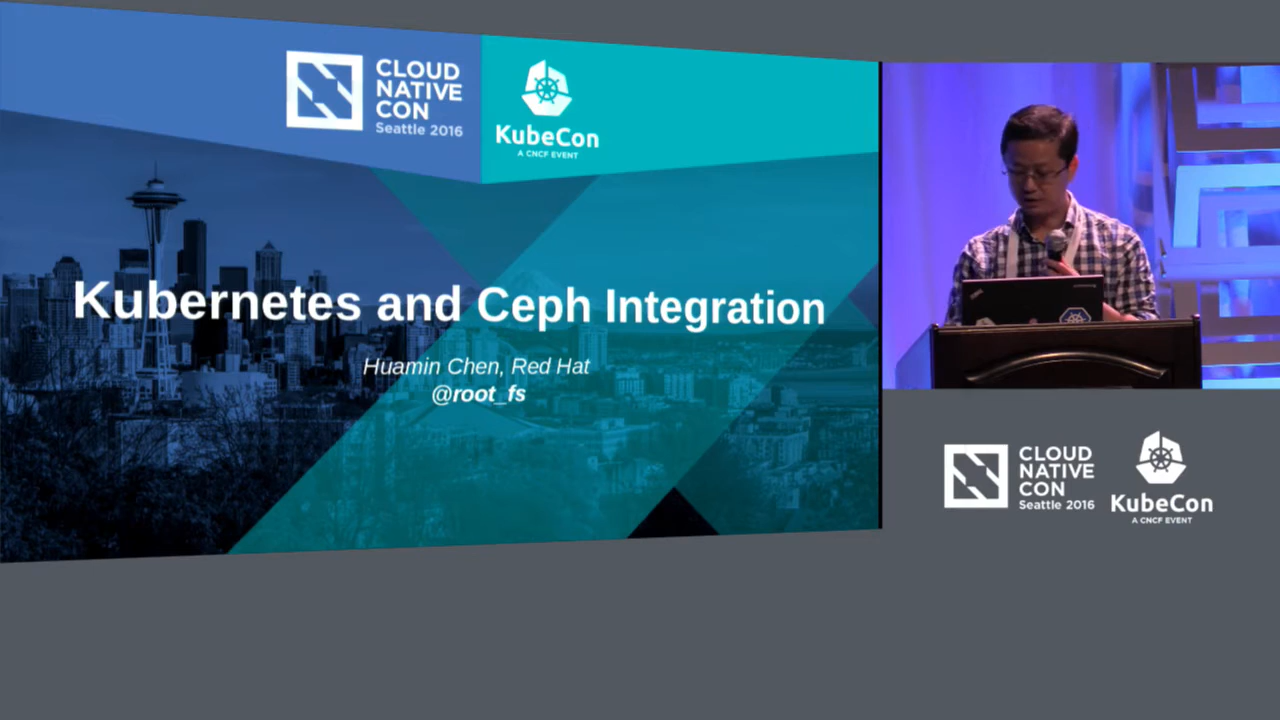 CLOUD
NATIVE
CON
Seattle 2016
KubeCon
A CNCF EVENT
Kubernetes and Ceph Integration
Huamin Chen, Red Hat
@root_fs
CLOUD
NATIVE
CON
Seattle 2016
KubeCon
A CNCF EVENT